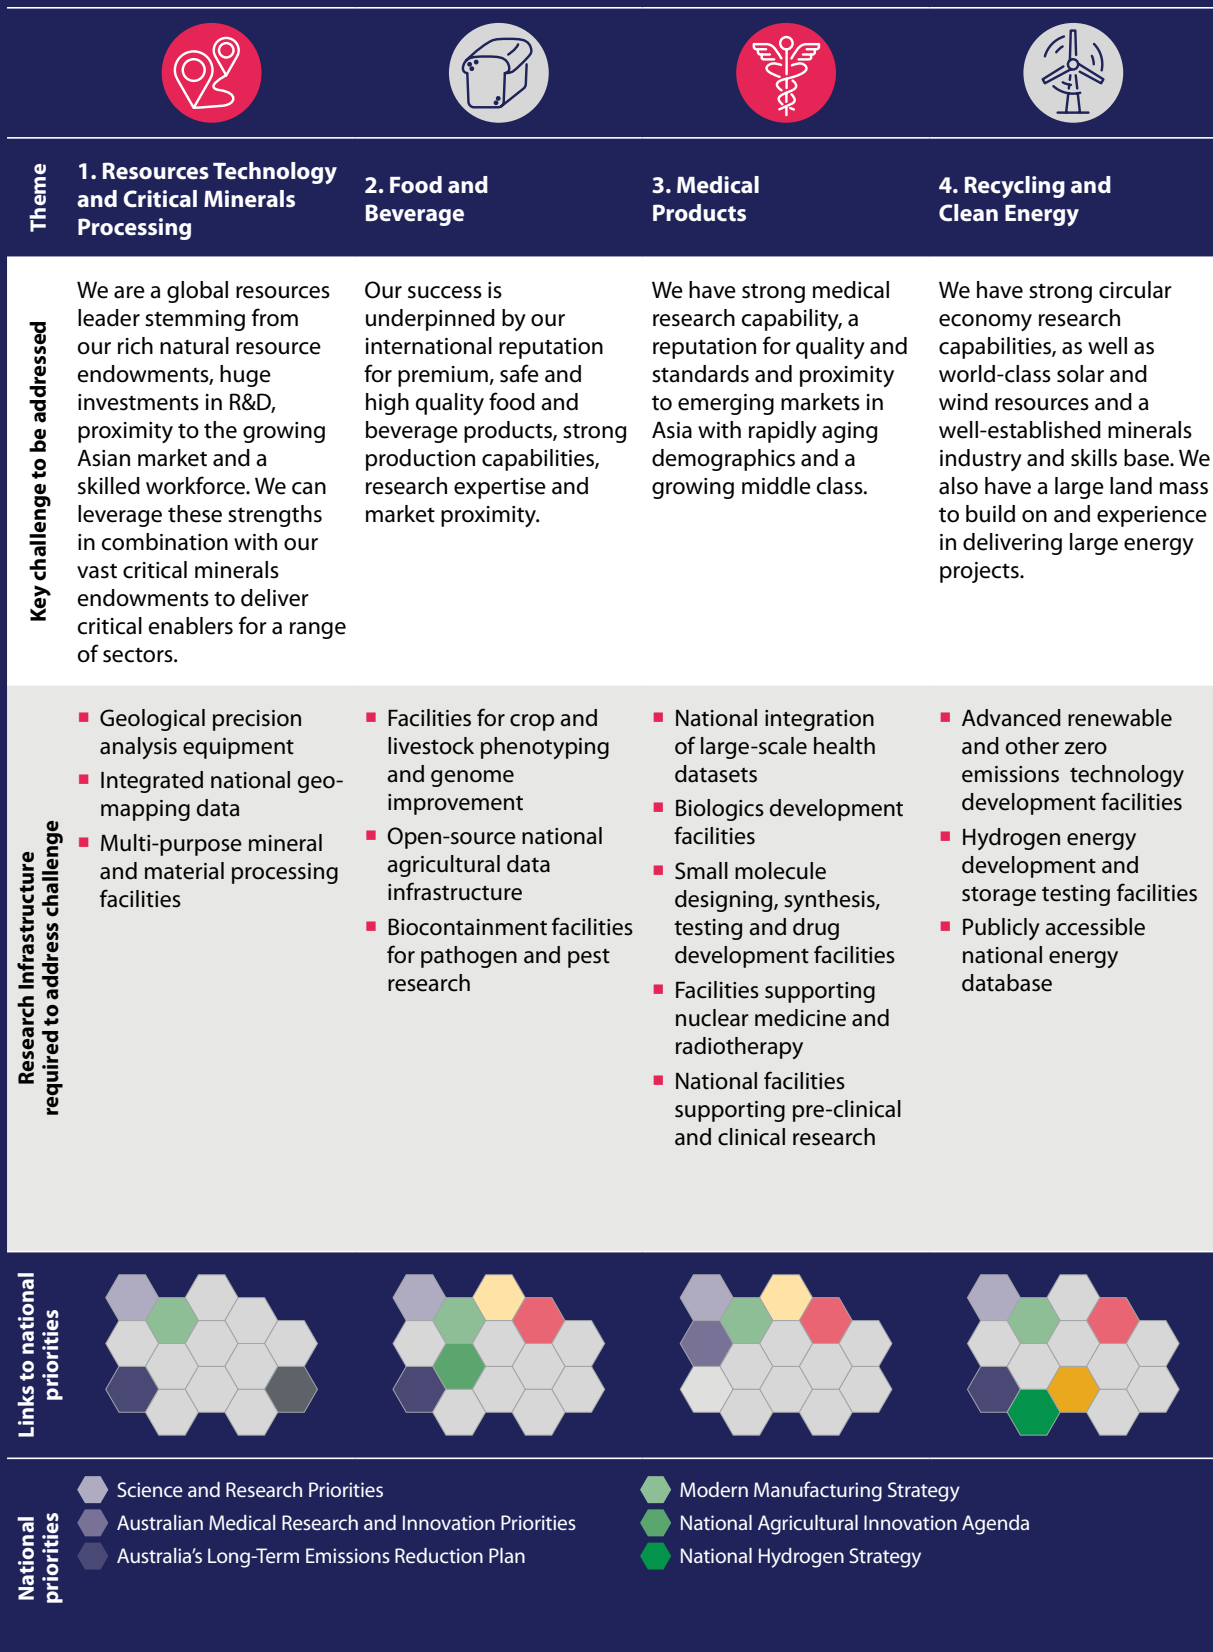 Theme
1. Resources Technology
and Critical Minerals
Processing
2. Food and
Beverage
3. Medical
Products
4. Recycling and
Clean Energy
Key challenge to be addressed
We are a global resources
leader stemming from
our rich natural resource
endowments, huge
investments in R&D,
proximity to the growing
Asian market and a
skilled workforce. We can
leverage these strengths
in combination with our
vast critical minerals
endowments to deliver
critical enablers for a range
of sectors.
Our success is
underpinned by our
international reputation
for premium, safe and
high quality food and
beverage products, strong
production capabilities,
research expertise and
market proximity.
We have strong medical
research capability, a
reputation for quality and
standards and proximity
to emerging markets in
Asia with rapidly aging
demographics and a
growing middle class.
We have strong circular
economy research
capabilities, as well as
world-class solar and
wind resources and a
well-established minerals
industry and skills base. We
also have a large land mass
to build on and experience
in delivering large energy
projects.
Research Infrastructure
required to address challenge
Geological precision
analysis equipment
Integrated national geo-
mapping data
Multi-purpose mineral
and material processing
facilities
Facilities for crop and
livestock phenotyping
and genome
improvement
Open-source national
agricultural data
infrastructure
Biocontainment facilities
for pathogen and pest
research
National integration
of large-scale health
datasets
Biologics development
facilities
Small molecule
designing, synthesis,
testing and drug
development facilities
Facilities supporting
nuclear medicine and
radiotherapy
National facilities
supporting pre-clinical
and clinical research
Advanced renewable
and other zero
emissions technology
development facilities
Hydrogen energy
development and
storage testing facilities
Publicly accessible
national energy
database
Links to national
priorities
National
priorities
Science and Research Priorities
Australian Medical Research and Innovation Priorities
Australia's Long-Term Emissions Reduction Plan
Modern Manufacturing Strategy
National Agricultural Innovation Agenda
National Hydrogen Strategy